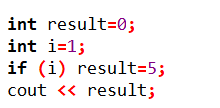 int result=0;
int i=1;
if (i) result=5;
cout << result;